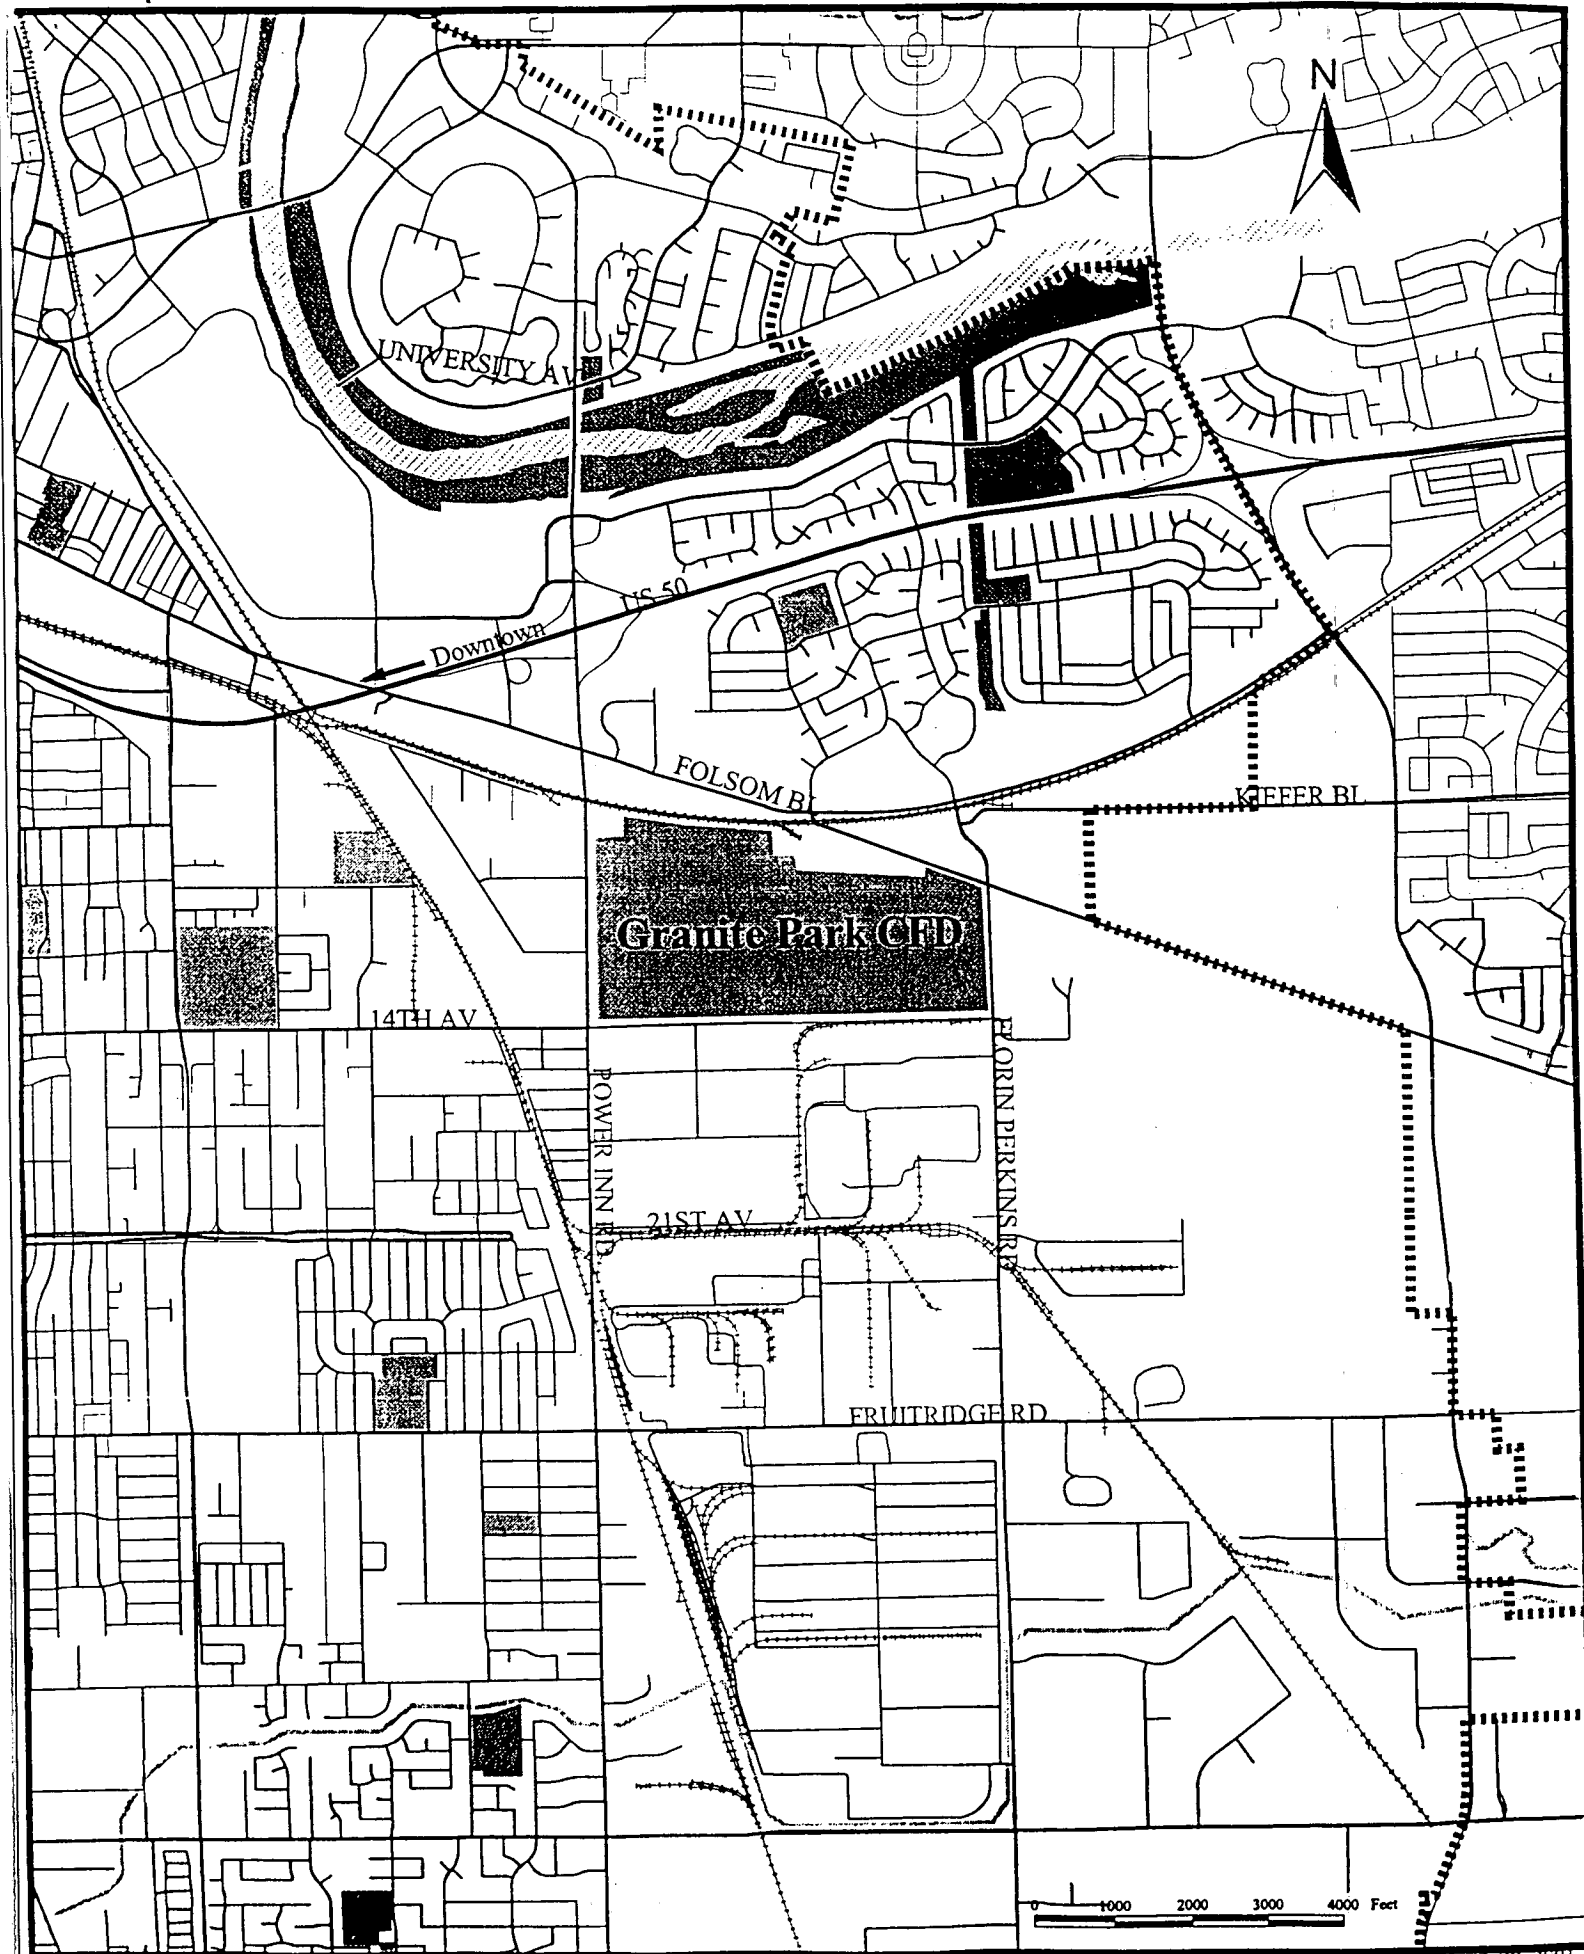 N
UNIVERSITY AV
US-50
Downtown
FOLSOM BL
KIEFER BL
Granite Park CFD
14TH AV
POWER INN RD
FLORIN PERKINS RD
21ST AV
FRUITRIDGE RD
0 1000 2000 3000 4000 Feet